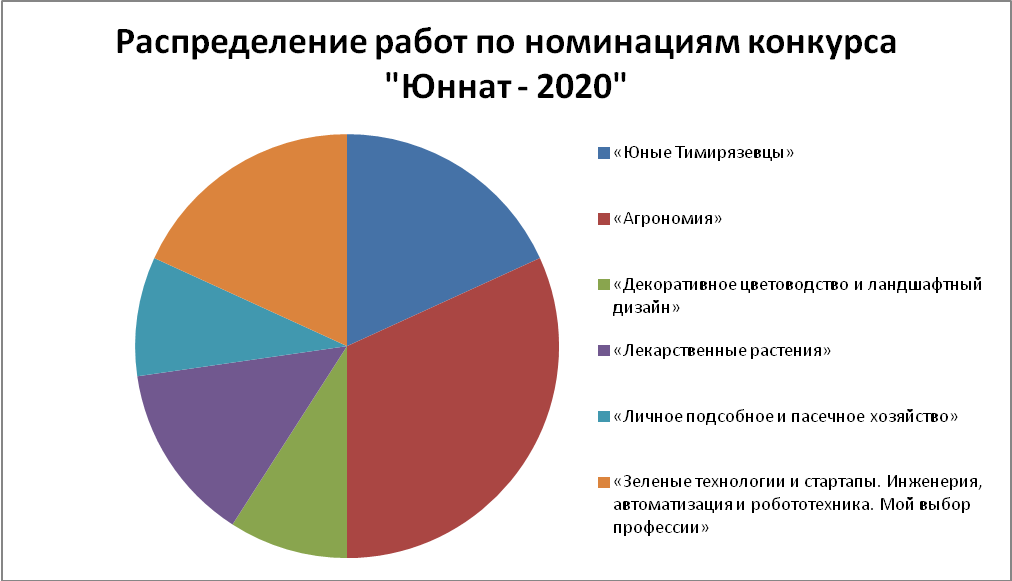 Распределение работ по номинациям конкурса
"Юннат - 2020"
«Юные Тимирязевцы»
«Агрономия»
«Декоративное цветоводство и ландшафтный
дизайн»
«Лекарственные растения»
«Личное подсобное и пасечное хозяйство»
«Зеленые технологии и стартапы. Инженерия,
автоматизация и робототехника. Мой выбор
профессии»